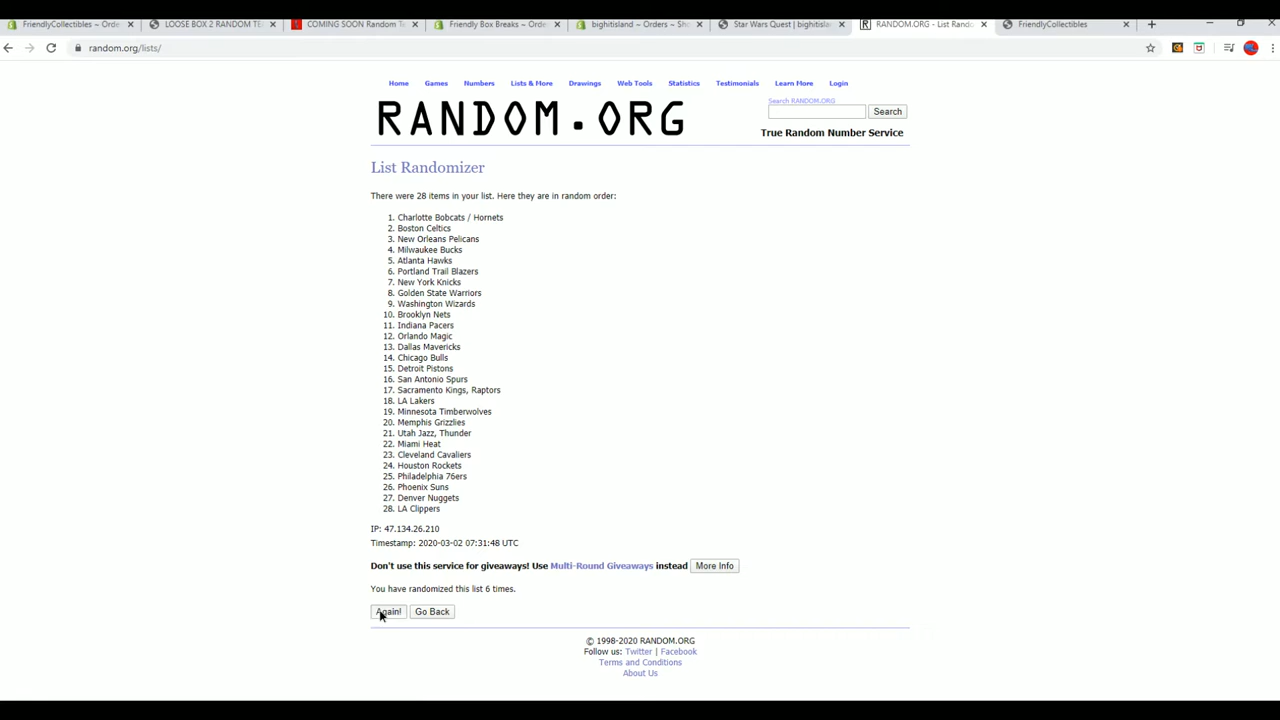 FriendlyCollectibles ~ Orde
LOOSE BOX 2 RANDOM TE
COMING SOON Random Te
Friendly Box Breaks ~ Orde
bighitisland ~ Orders ~ Sho
Star Wars Quest | bighitisla
RANDOM.ORG - List Rando
FriendlyCollectibles
random.org/lists/
Home Games Numbers Lists & More Drawings Web Tools Statistics Testimonials Learn More Login
RANDOM.ORG
Search RANDOM.ORG
Search
True Random Number Service
List Randomizer
There were 28 items in your list. Here they are in random order:
1. Charlotte Bobcats / Hornets
2. Boston Celtics
3. New Orleans Pelicans
4. Milwaukee Bucks
5. Atlanta Hawks
6. Portland Trail Blazers
7. New York Knicks
8. Golden State Warriors
9. Washington Wizards
10. Brooklyn Nets
11. Indiana Pacers
12. Orlando Magic
13. Dallas Mavericks
14. Chicago Bulls
15. Detroit Pistons
16. San Antonio Spurs
17. Sacramento Kings, Raptors
18. LA Lakers
19. Minnesota Timberwolves
20. Memphis Grizzlies
21. Utah Jazz, Thunder
22. Miami Heat
23. Cleveland Cavaliers
24. Houston Rockets
25. Philadelphia 76ers
26. Phoenix Suns
27. Denver Nuggets
28. LA Clippers
IP: 47.134.26.210
Timestamp: 2020-03-02 07:31:48 UTC
Don't use this service for giveaways! Use Multi-Round Giveaways instead More Info
You have randomized this list 6 times.
Again! Go Back
© 1998-2020 RANDOM.ORG
Follow us: Twitter | Facebook
Terms and Conditions
About Us